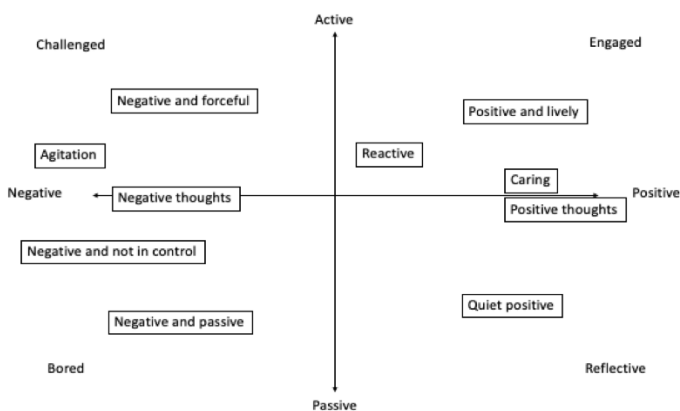 Active
Challenged
Engaged
Negative and forceful
Positive and lively
Agitation
Reactive
Caring
Negative
Negative thoughts
Positive thoughts
Positive
Negative and not in control
Quiet positive
Negative and passive
Bored
Reflective
Passive